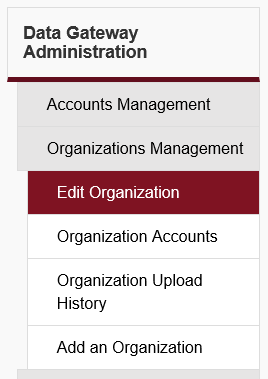 Data Gateway
Administration
Accounts Management
Organizations Management
Edit Organization
Organization Accounts
Organization Upload
History
Add an Organization